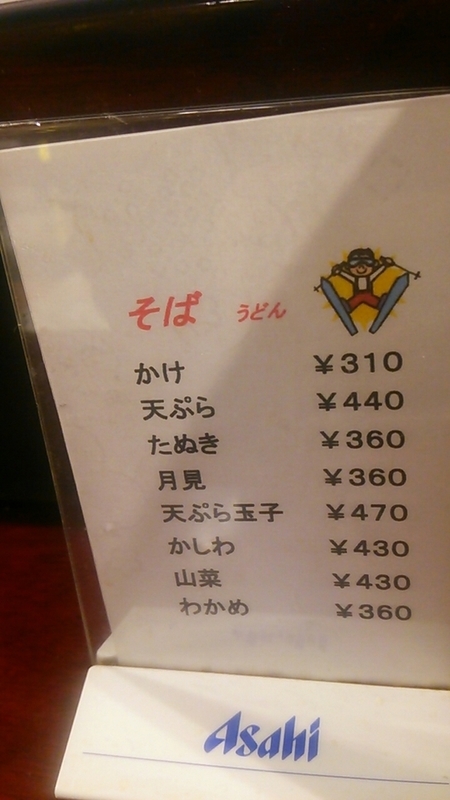 そば うどん
かけ ￥310
天ぷら ￥440
たぬき ￥360
月見 ￥360
天ぷら玉子 ￥470
かしわ ￥430
山菜 ￥430
わかめ ￥360
Asahi